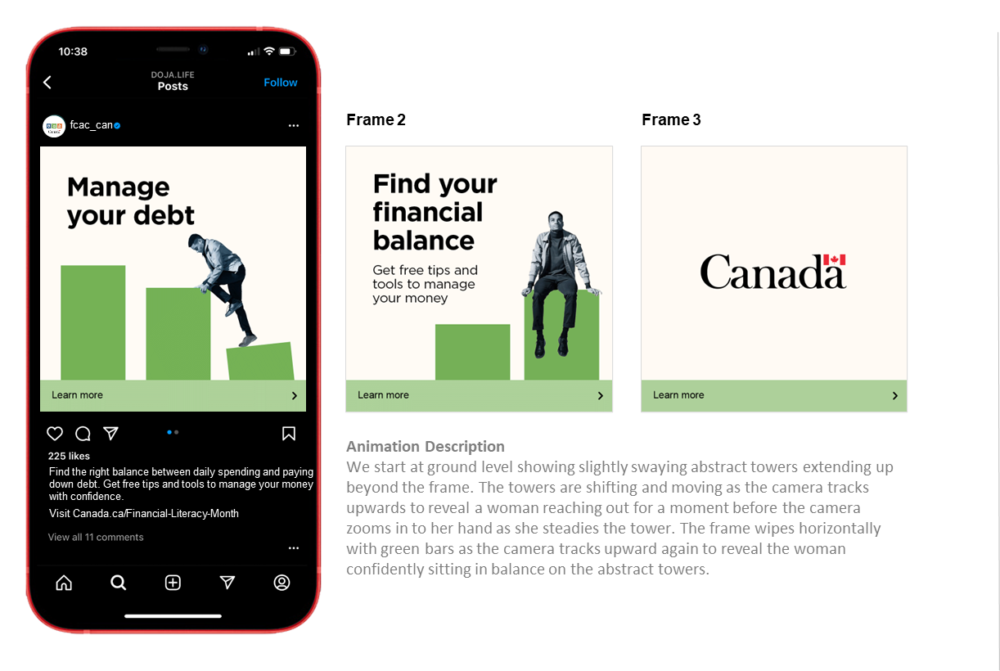 10:38
DOJA.LIFE
Posts
Follow
fcac_can
Manage
your debt
Learn more
225 likes
Find the right balance between daily spending and paying
down debt. Get free tips and tools to manage your money
with confidence.
Visit Canada.ca/Financial-Literacy-Month
View all 11 comments
Frame 2
Find your
financial
balance
Get free tips and
tools to manage
your money
Learn more
Frame 3
Canada
Learn more
Animation Description
We start at ground level showing slightly swaying abstract towers extending up
beyond the frame. The towers are shifting and moving as the camera tracks
upwards to reveal a woman reaching out for a moment before the camera
zooms in to her hand as she steadies the tower. The frame wipes horizontally
with green bars as the camera tracks upward again to reveal the woman
confidently sitting in balance on the abstract towers.